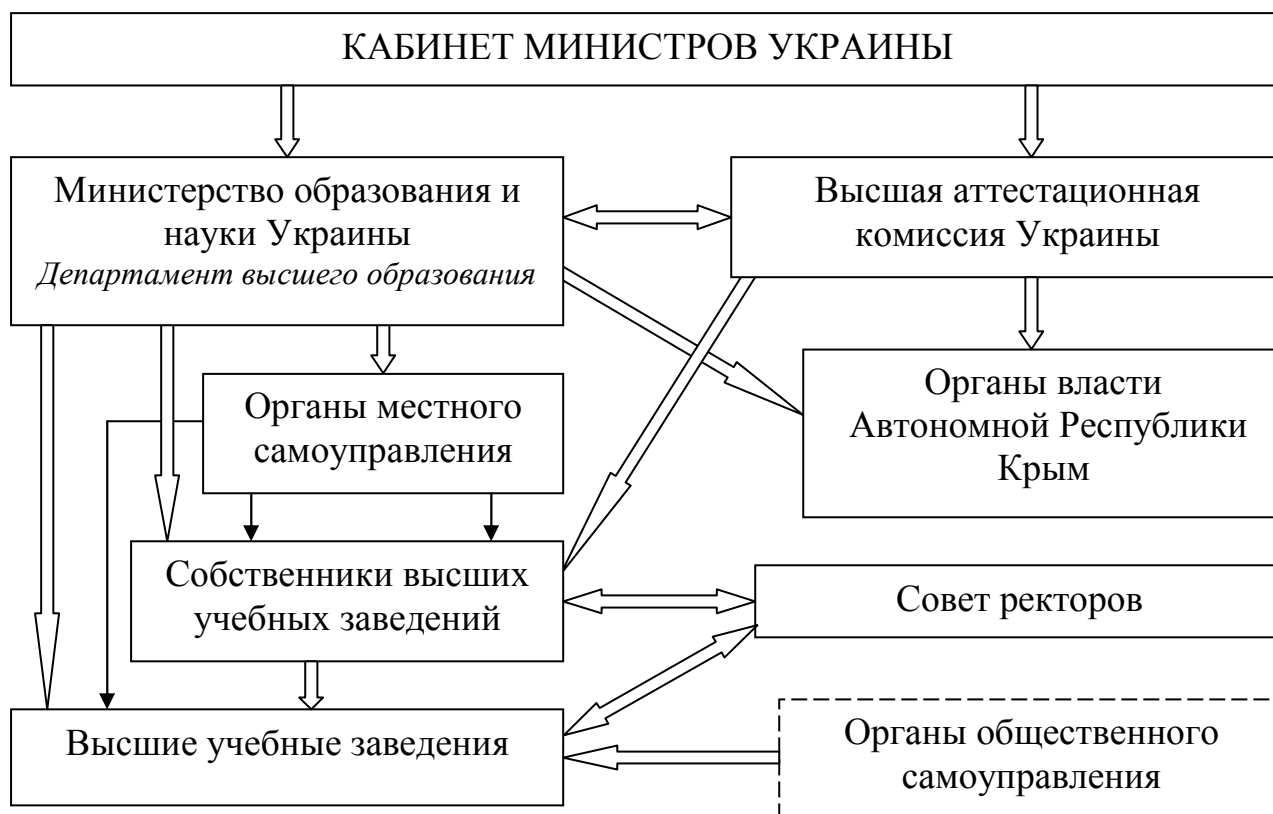 КАБИНЕТ МИНИСТРОВ УКРАИНЫ
Министерство образования и
науки Украины
Департамент высшего образования
Высшая аттестационная
комиссия Украины
Органы местного
самоуправления
Органы власти
Автономной Республики
Крым
Собственники высших
учебных заведений
Совет ректоров
Высшие учебные заведения
Органы общественного
самоуправления